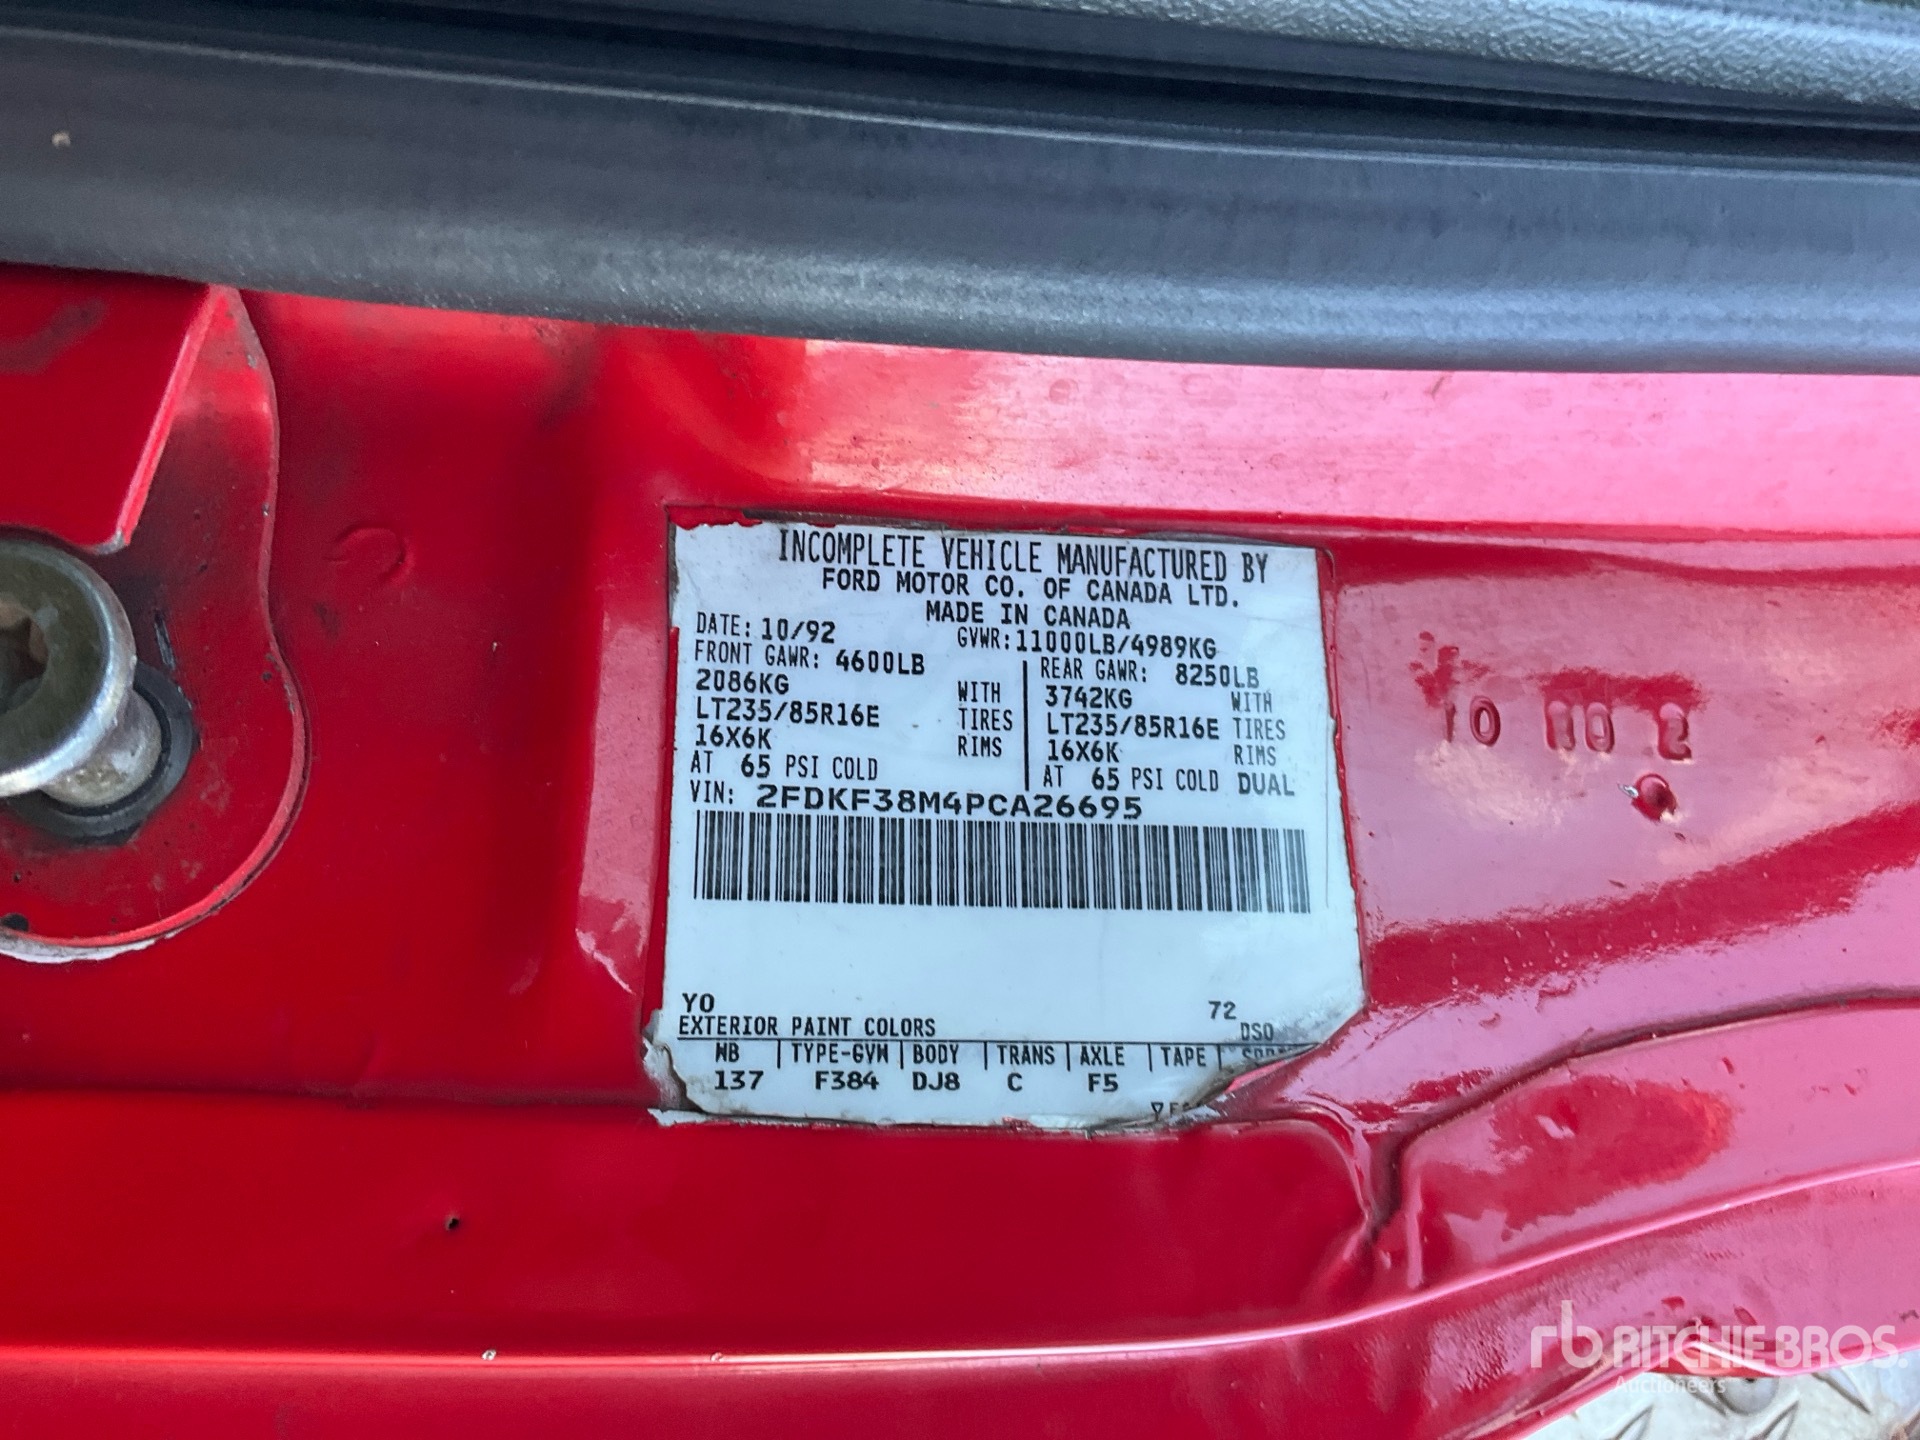 INCOMPLETE VEHICLE MANUFACTURED BY
FORD MOTOR CO. OF CANADA LTD.
MADE IN CANADA
DATE: 10/92 GVWR: 11000LB/4989KG
FRONT GAWR: 4600LB REAR GAWR: 8250LB
2086KG WITH 3742KG WITH
LT235/85R16E TIRES LT235/85R16E TIRES
16X6K RIMS 16X6K RIMS
AT 65 PSI COLD AT 65 PSI COLD DUAL
VIN: 2FDKF38M4PCA26695
YO 72
EXTERIOR PAINT COLORS DSO
WB | TYPE-GVW | BODY | TRANS | AXLE | TAPE |
137 F384 DJ8 C F5
rb RITCHIE BROS.
Auctioneers